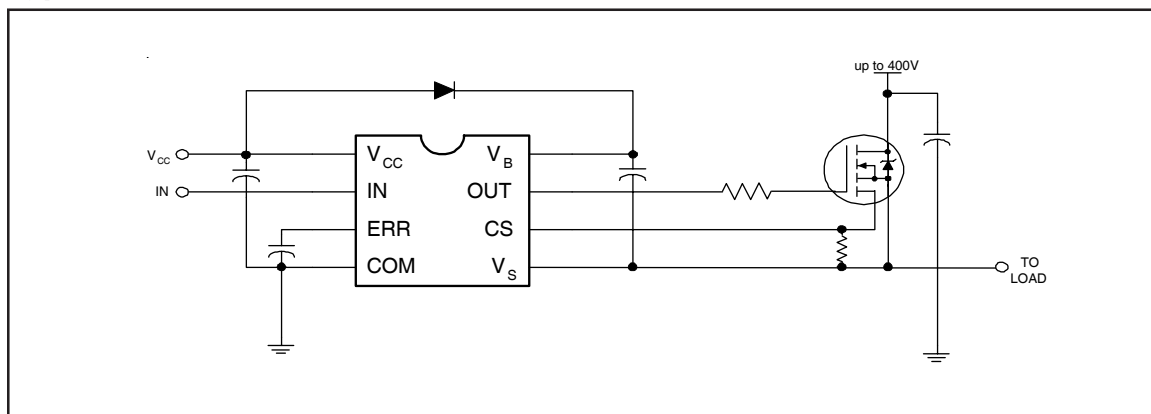 up to 400V
VCC
IN
VCC
VB
IN
OUT
ERR
CS
COM
VS
TO
LOAD